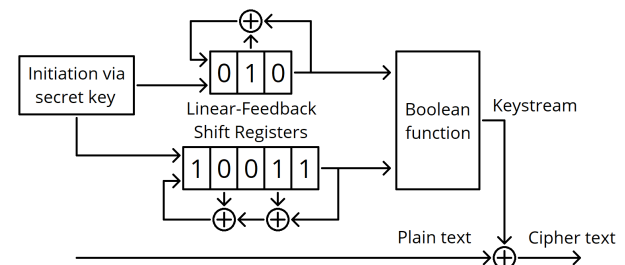 Initiation via
secret key
0 1 0
Linear-Feedback
Shift Registers
1 0 0 1 1
Boolean
function
Keystream
Plain text
Cipher text